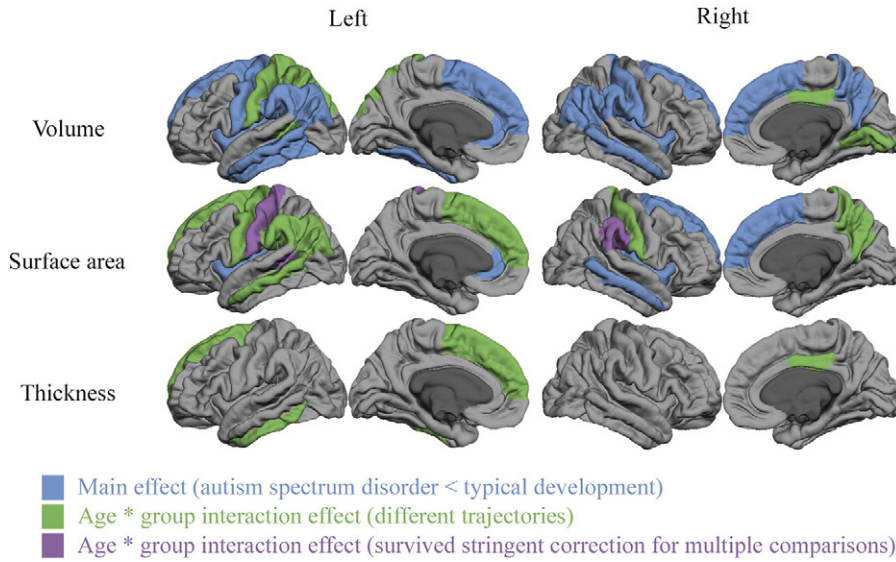 Left Right
Volume
Surface area
Thickness
Main effect (autism spectrum disorder < typical development)
Age * group interaction effect (different trajectories)
Age * group interaction effect (survived stringent correction for multiple comparisons)